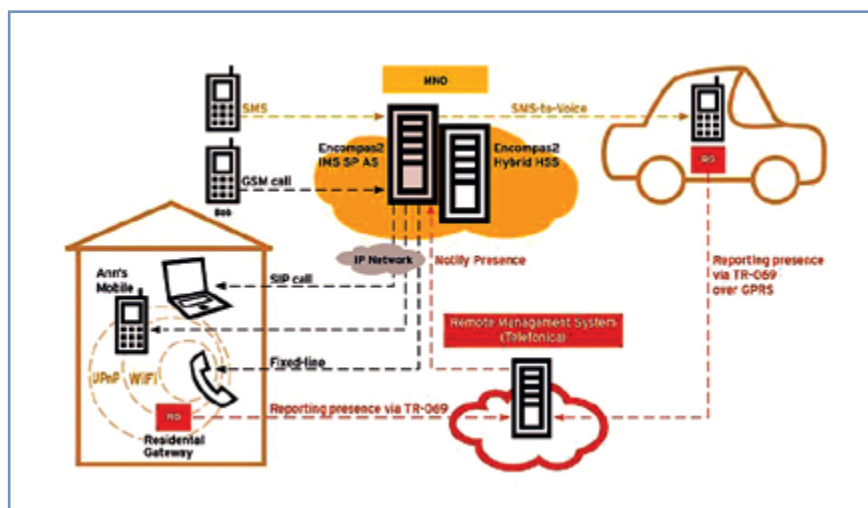 MNO
SMS
SMS-to-Voice
Encompas2
IMS SP AS
Encompas2
Hybrid HSS
RG
GSM call
Bob
IP Network
Notify Presence
Reporting presence
via TR-069
over GPRS
Ann's
Mobile
SIP call
Remote Management System
(Telefonica)
Fixed-line
UPnP
WiFi
RG
Reporting presence via TR-069
Residental
Gateway